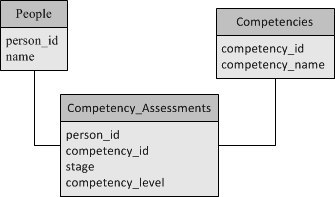 People
person_id
name
Competencies
competency_id
competency_name
Competency_Assessments
person_id
competency_id
stage
competency_level